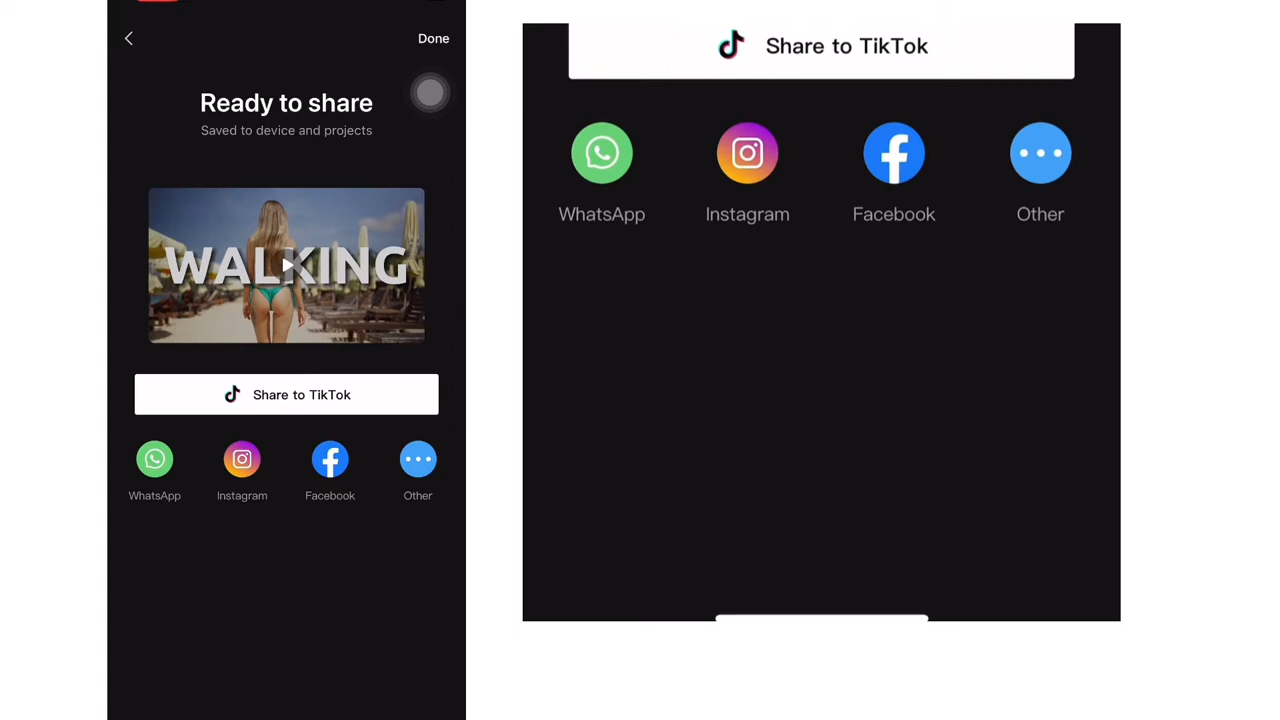 Done
Ready to share
Saved to device and projects
WALKING
Share to TikTok
WhatsApp Instagram Facebook Other
Share to TikTok
WhatsApp Instagram Facebook Other